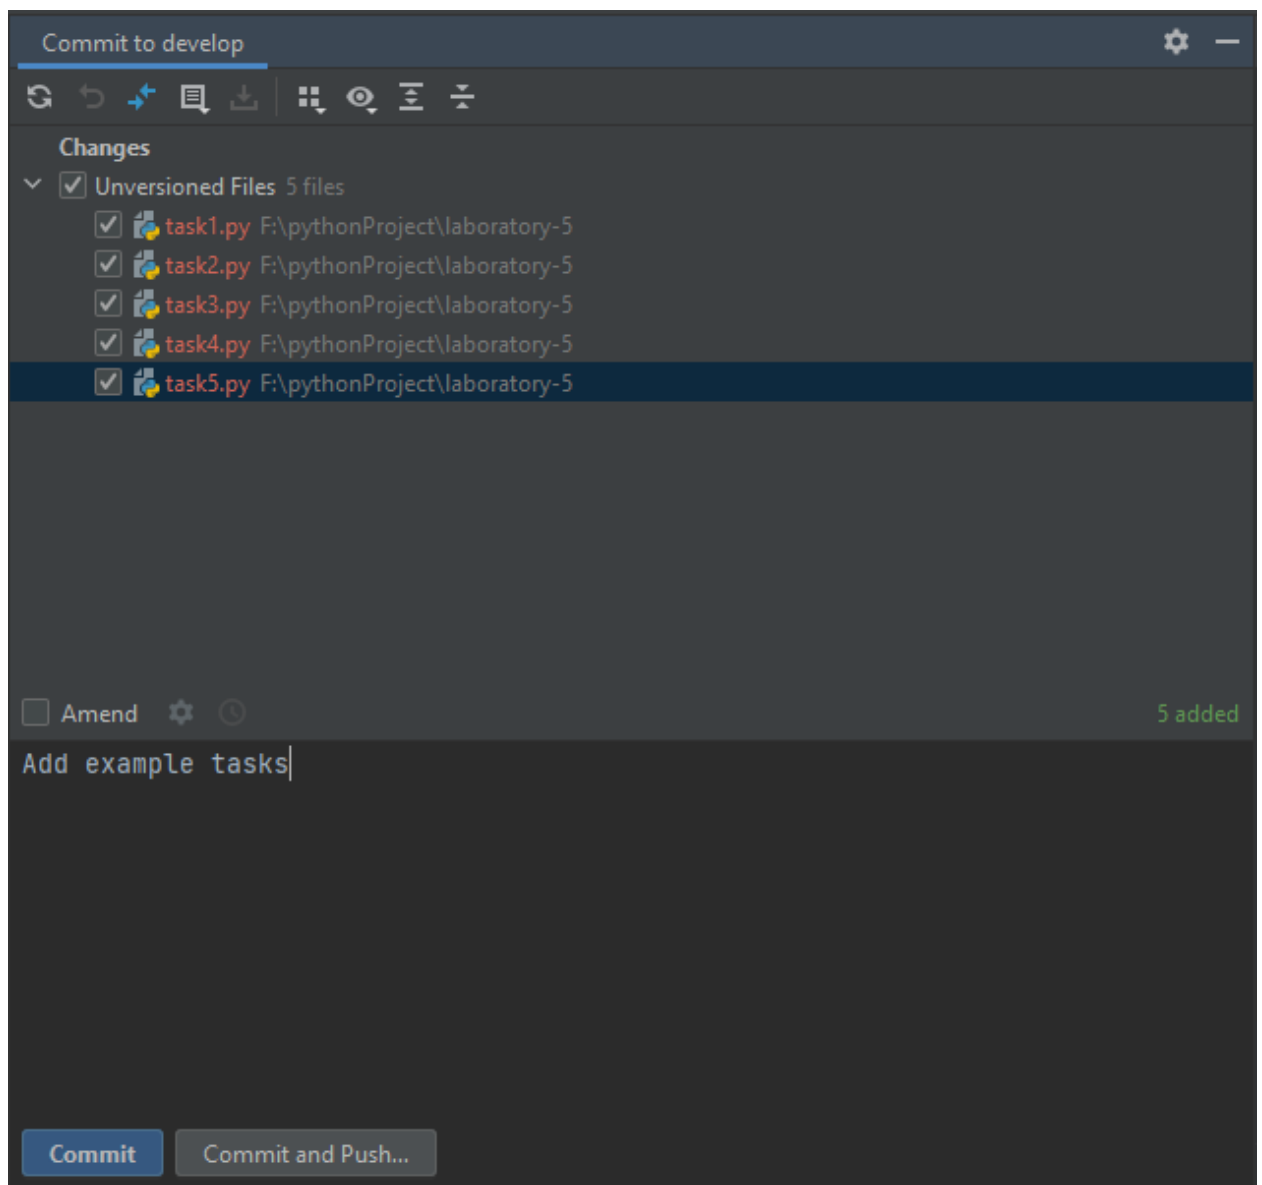 Commit to develop
Changes
Unversioned Files 5 files
task1.py F:\pythonProject\laboratory-5
task2.py F:\pythonProject\laboratory-5
task3.py F:\pythonProject\laboratory-5
task4.py F:\pythonProject\laboratory-5
task5.py F:\pythonProject\laboratory-5
Amend 5 added
Add example tasks
Commit Commit and Push...